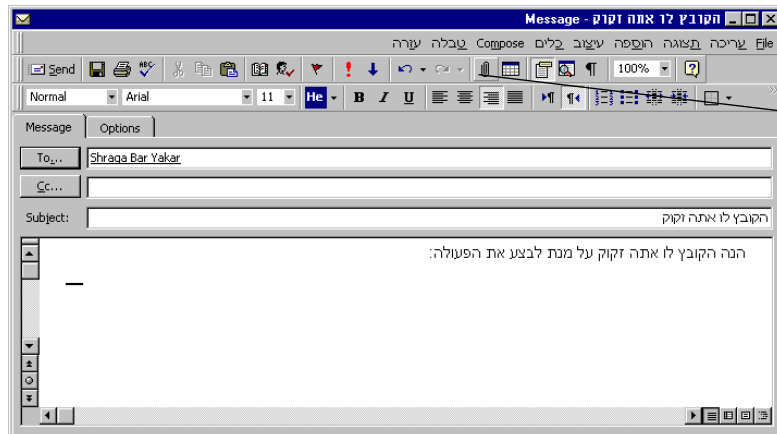 הקובץ לו אתה זקוק - Message
File עריכה תצוגה הוספה עיצוב כלים Compose טבלה עזרה
Send ABC 100%
Normal Arial 11 He B I U
Message Options
To... Shraga Bar Yakar
Cc...
Subject: הקובץ לו אתה זקוק
הנה הקובץ לו אתה זקוק על מנת לבצע את הפעולה: